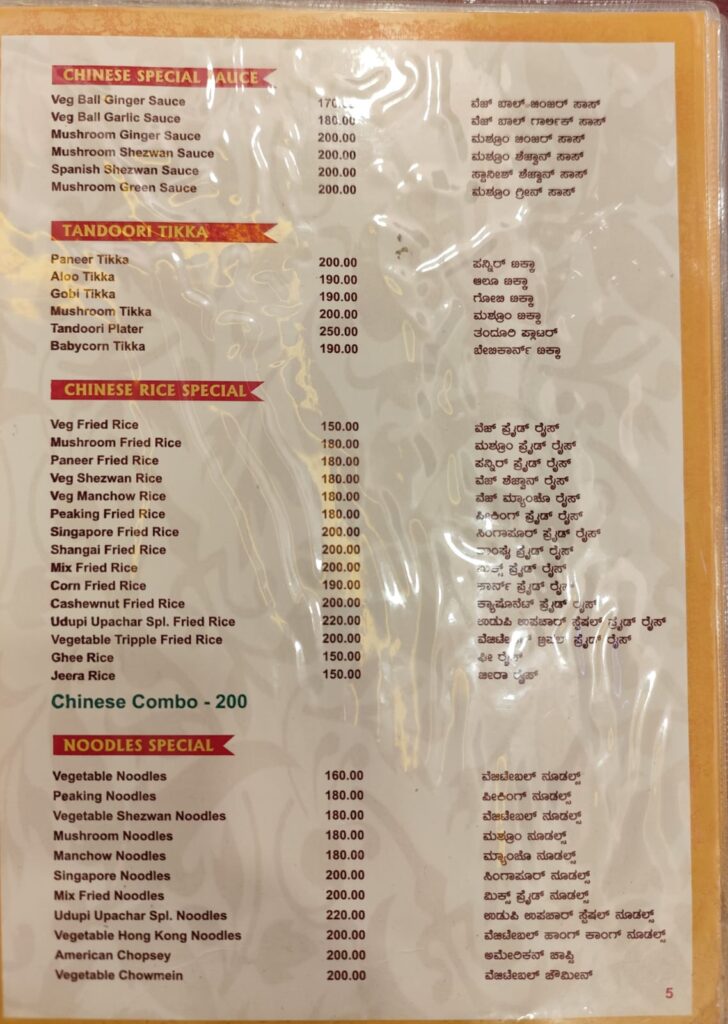 CHINESE SPECIAL SAUCE
Veg Ball Ginger Sauce 170.00 ವೆಜ್ ಬಾಲ್ ಜಿಂಜರ್ ಸಾಸ್
Veg Ball Garlic Sauce 180.00 ವೆಜ್ ಬಾಲ್ ಗಾರ್ಲಿಕ್ ಸಾಸ್
Mushroom Ginger Sauce 200.00 ಮಶ್ರೂಂ ಜಿಂಜರ್ ಸಾಸ್
Mushroom Shezwan Sauce 200.00 ಮಶ್ರೂಂ ಶೆಜ್ವಾನ್ ಸಾಸ್
Spanish Shezwan Sauce 200.00 ಸ್ಪಾನೀಶ್ ಶೆಜ್ವಾನ್ ಸಾಸ್
Mushroom Green Sauce 200.00 ಮಶ್ರೂಂ ಗ್ರೀನ್ ಸಾಸ್
TANDOORI TIKKA
Paneer Tikka 200.00 ಪನ್ನಿರ್ ಟಿಕ್ಕಾ
Aloo Tikka 190.00 ಆಲೂ ಟಿಕ್ಕಾ
Gobi Tikka 190.00 ಗೋಬಿ ಟಿಕ್ಕಾ
Mushroom Tikka 200.00 ಮಶ್ರೂಂ ಟಿಕ್ಕಾ
Tandoori Plater 250.00 ತಂದೂರಿ ಪ್ಲಾಟರ್
Babycorn Tikka 190.00 ಬೇಬಿಕಾರ್ನ್ ಟಿಕ್ಕಾ
CHINESE RICE SPECIAL
Veg Fried Rice 150.00 ವೆಜ್ ಫ್ರೈಡ್ ರೈಸ್
Mushroom Fried Rice 180.00 ಮಶ್ರೂಂ ಫ್ರೈಡ್ ರೈಸ್
Paneer Fried Rice 180.00 ಪನ್ನಿರ್ ಫ್ರೈಡ್ ರೈಸ್
Veg Shezwan Rice 180.00 ವೆಜ್ ಶೆಜ್ವಾನ್ ರೈಸ್
Veg Manchow Rice 180.00 ವೆಜ್ ಮ್ಯಾಂಚೊ ರೈಸ್
Peaking Fried Rice 180.00 ಪೀಕಿಂಗ್ ಫ್ರೈಡ್ ರೈಸ್
Singapore Fried Rice 200.00 ಸಿಂಗಾಪೂರ್ ಫ್ರೈಡ್ ರೈಸ್
Shangai Fried Rice 200.00 ಫ್ರೈಡ್ ರೈಸ್
Mix Fried Rice 200.00 ಮಿಕ್ಸ್ ಫ್ರೈಡ್ ರೈಸ್
Corn Fried Rice 190.00 ಕಾರ್ನ್ ಫ್ರೈಡ್ ರೈಸ್
Cashewnut Fried Rice 200.00 ಕ್ಯಾಷೊನೆಟ್ ಫ್ರೈಡ್ ರೈಸ್
Udupi Upachar Spl. Fried Rice 220.00 ಉಡುಪಿ ಉಪಚಾರ್ ಸ್ಪೆಷಲ್ ಫ್ರೈಡ್ ರೈಸ್
Vegetable Tripple Fried Rice 200.00 ಫ್ರೈಡ್ ರೈಸ್
Ghee Rice 150.00 ಘೀ ರೈಸ್
Jeera Rice 150.00 ಜೀರಾ ರೈಸ್
Chinese Combo - 200
NOODLES SPECIAL
Vegetable Noodles 160.00 ವೆಜಿಟೇಬಲ್ ನೂಡಲ್ಸ್
Peaking Noodles 180.00 ಪೀಕಿಂಗ್ ನೂಡಲ್ಸ್
Vegetable Shezwan Noodles 180.00 ವೆಜಿಟೇಬಲ್ ನೂಡಲ್ಸ್
Mushroom Noodles 180.00 ಮಶ್ರೂಂ ನೂಡಲ್ಸ್
Manchow Noodles 180.00 ಮ್ಯಾಂಚೊ ನೂಡಲ್ಸ್
Singapore Noodles 200.00 ಸಿಂಗಾಪೂರ್ ನೂಡಲ್ಸ್
Mix Fried Noodles 200.00 ಮಿಕ್ಸ್ ಫ್ರೈಡ್ ನೂಡಲ್ಸ್
Udupi Upachar Spl. Noodles 220.00 ಉಡುಪಿ ಉಪಚಾರ್ ಸ್ಪೆಷಲ್ ನೂಡಲ್ಸ್
Vegetable Hong Kong Noodles 200.00 ವೆಜಿಟೇಬಲ್ ಹಾಂಗ್ ಕಾಂಗ್ ನೂಡಲ್ಸ್
American Chopsey 200.00 ಅಮೇರಿಕನ್ ಚಾಪ್ಸಿ
Vegetable Chowmein 200.00 ವೆಜಿಟೇಬಲ್ ಚೌಮೀನ್
5